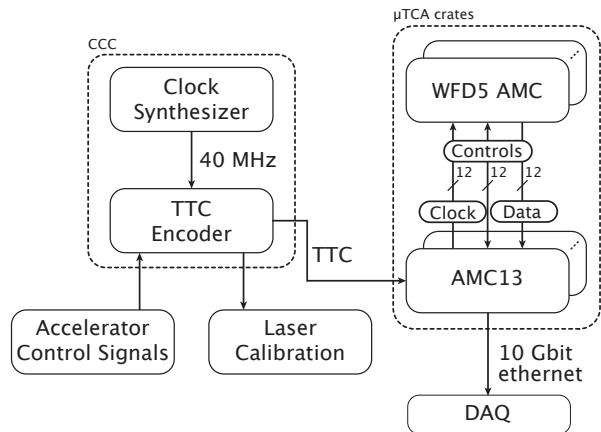 CCC
Clock
Synthesizer
40 MHz
TTC
Encoder
TTC
Accelerator
Control Signals
Laser
Calibration
µTCA crates
WFD5 AMC
Controls
12
12
12
Clock
Data
AMC13
10 Gbit
ethernet
DAQ